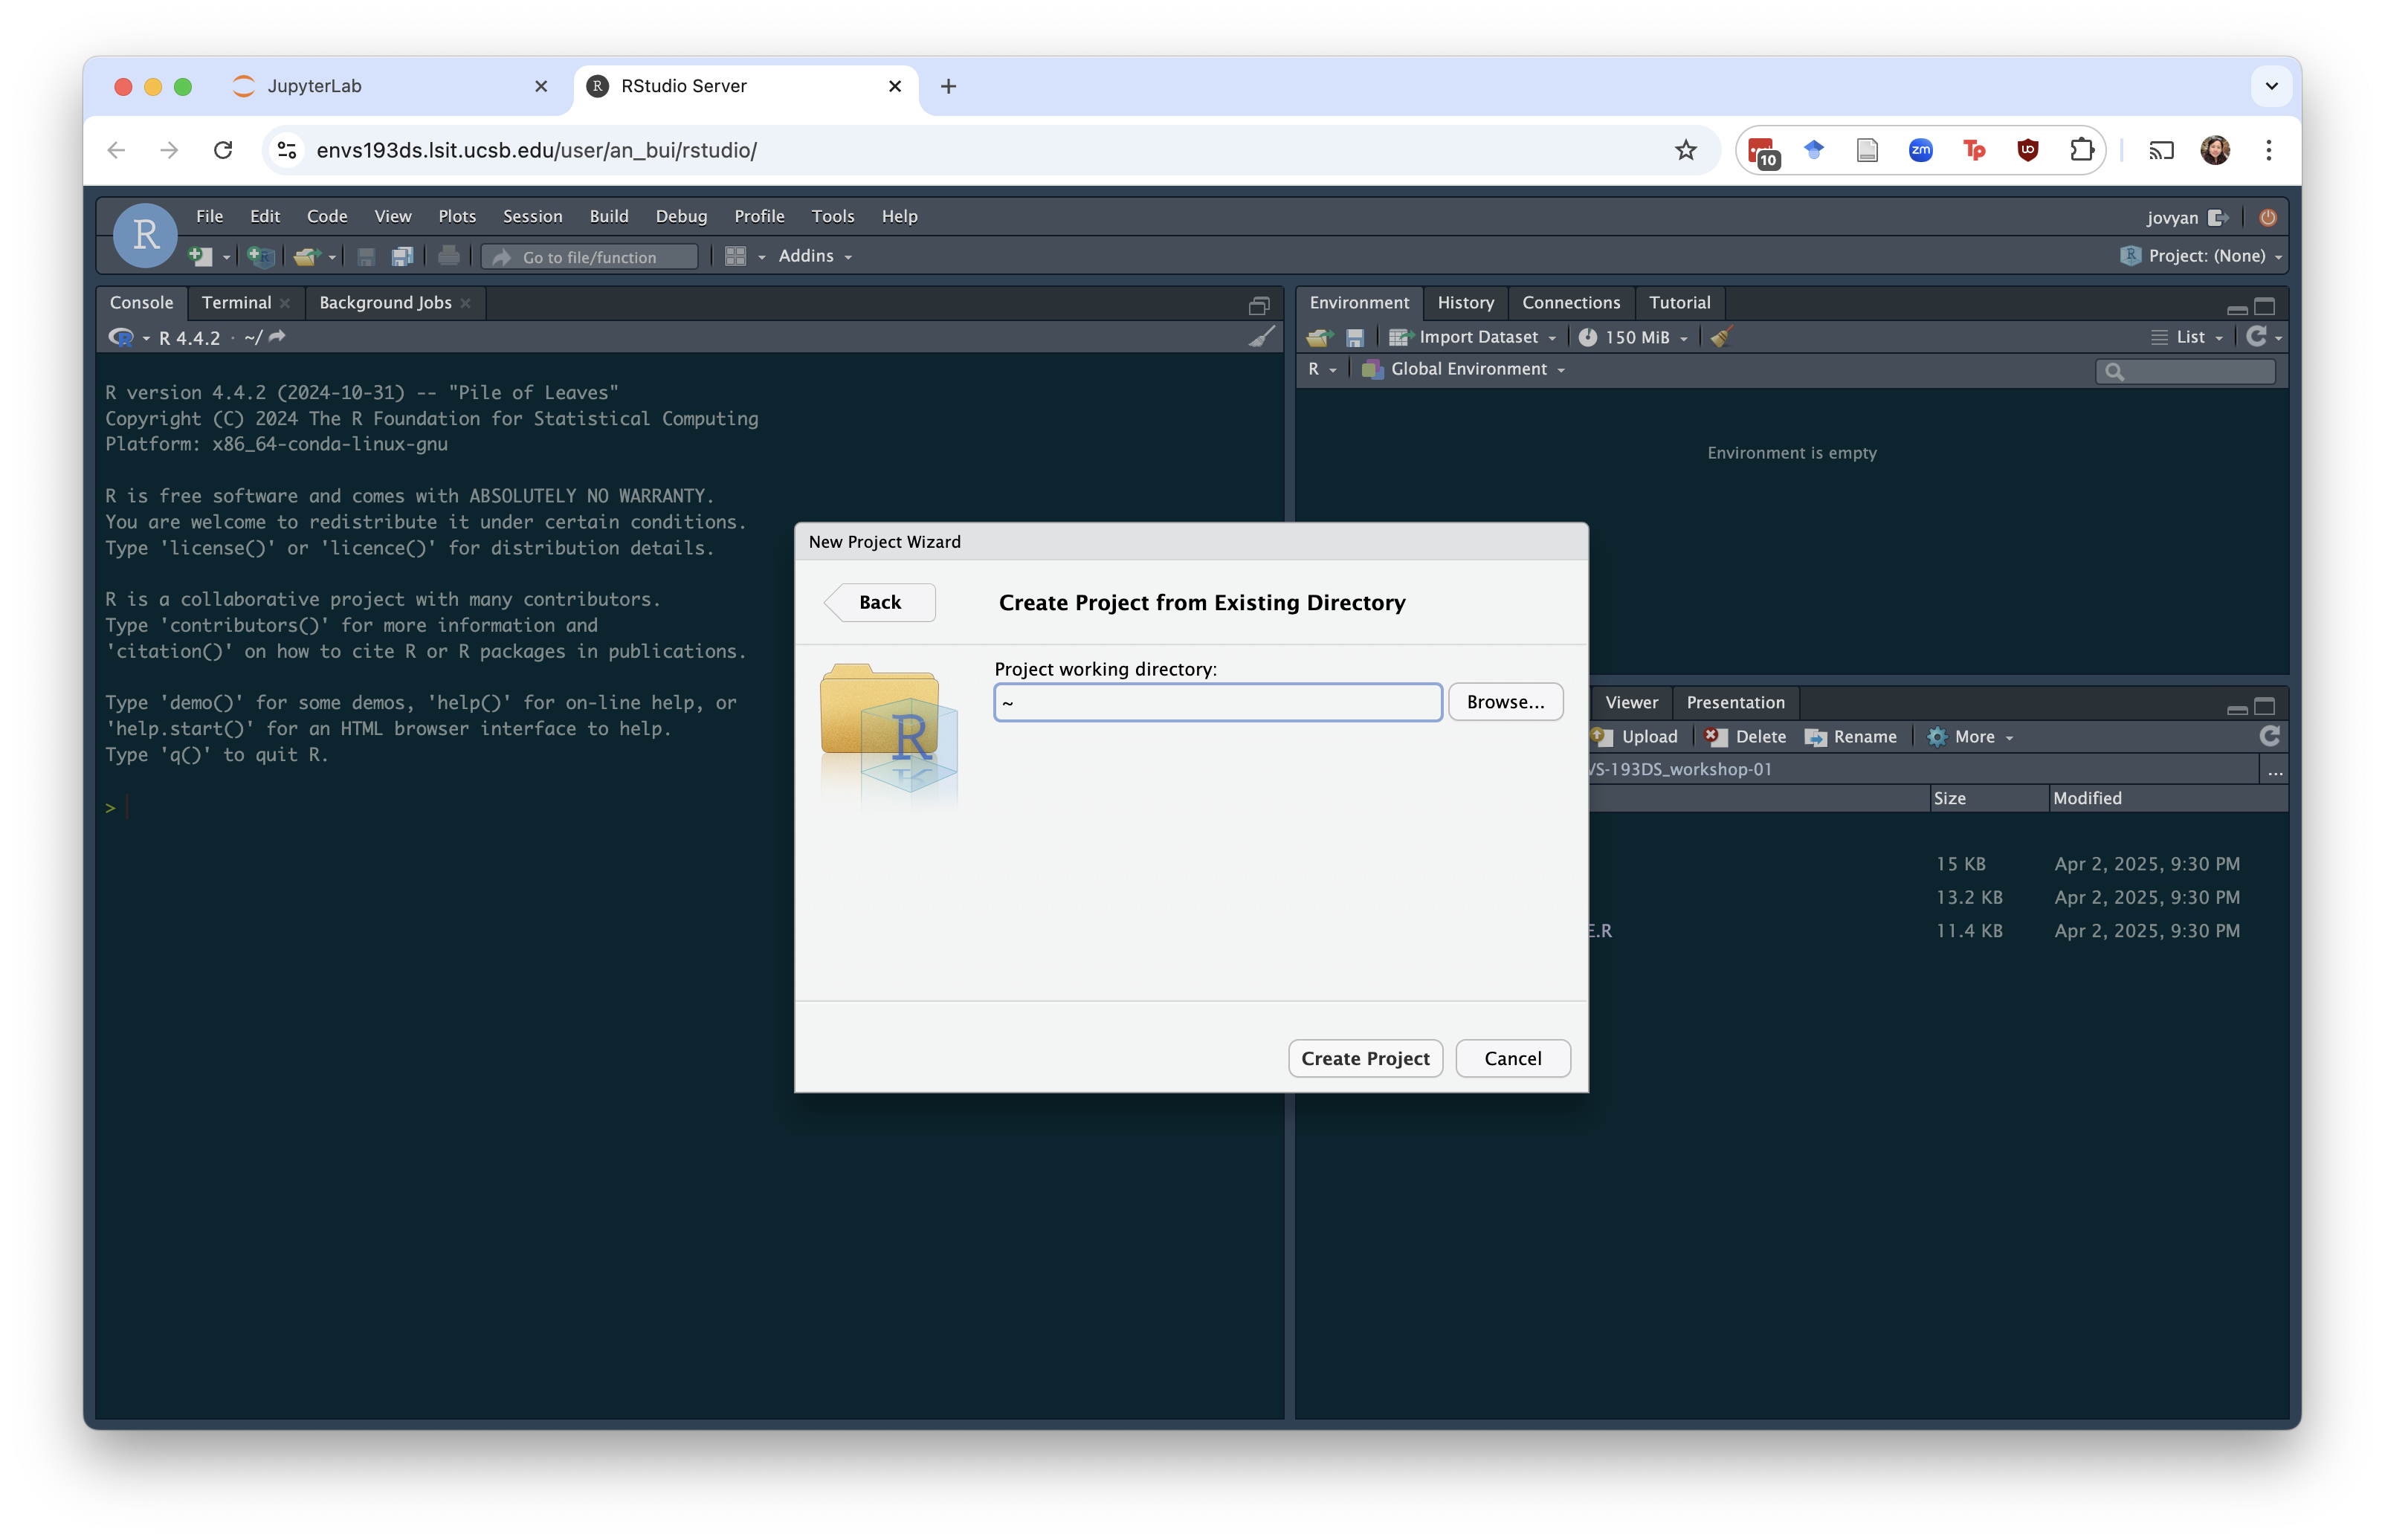 JupyterLab
RStudio Server
envs193ds.lsit.ucsb.edu/user/an_bui/rstudio/
10
zm
Tp
R
File Edit Code View Plots Session Build Debug Profile Tools Help
jovyan
Go to file/function
Addins
Project: (None)
Console Terminal Background Jobs
R 4.4.2 · ~/
R version 4.4.2 (2024-10-31) -- "Pile of Leaves"
Copyright (C) 2024 The R Foundation for Statistical Computing
Platform: x86_64-conda-linux-gnu
R is free software and comes with ABSOLUTELY NO WARRANTY.
You are welcome to redistribute it under certain conditions.
Type 'license()' or 'licence()' for distribution details.
R is a collaborative project with many contributors.
Type 'contributors()' for more information and
'citation()' on how to cite R or R packages in publications.
Type 'demo()' for some demos, 'help()' for on-line help, or
'help.start()' for an HTML browser interface to help.
Type 'q()' to quit R.
>
Environment History Connections Tutorial
Import Dataset
150 MiB
List
R
Global Environment
Environment is empty
New Project Wizard
Back
Create Project from Existing Directory
Project working directory:
~
Browse...
R
Create Project
Cancel
Viewer Presentation
Upload Delete Rename More
VS-193DS_workshop-01
...
Size Modified
15 KB Apr 2, 2025, 9:30 PM
13.2 KB Apr 2, 2025, 9:30 PM
E.R 11.4 KB Apr 2, 2025, 9:30 PM